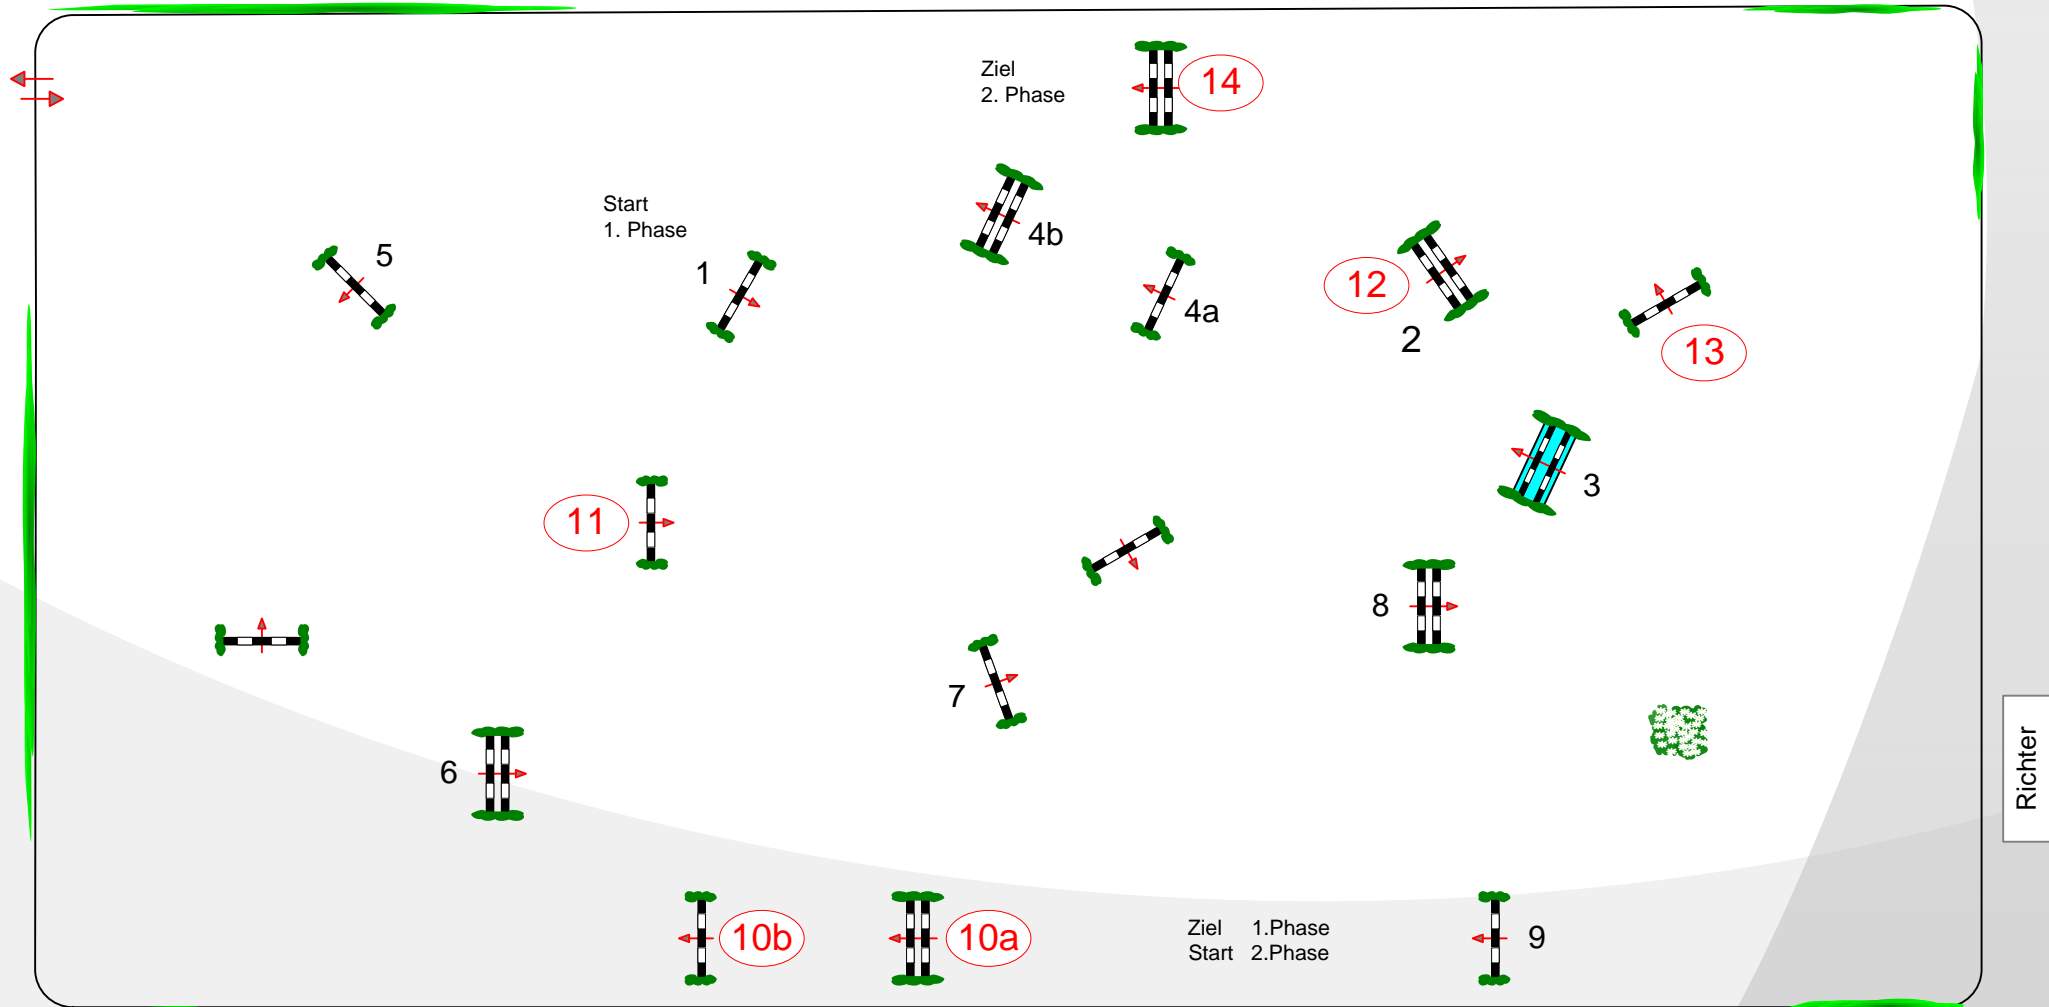 Ziel
2. Phase
14
Start
1. Phase
5
1
4b
4a
12
2
13
3
11
8
7
6
Richter
10b
10a
Ziel 1.Phase
Start 2.Phase
9